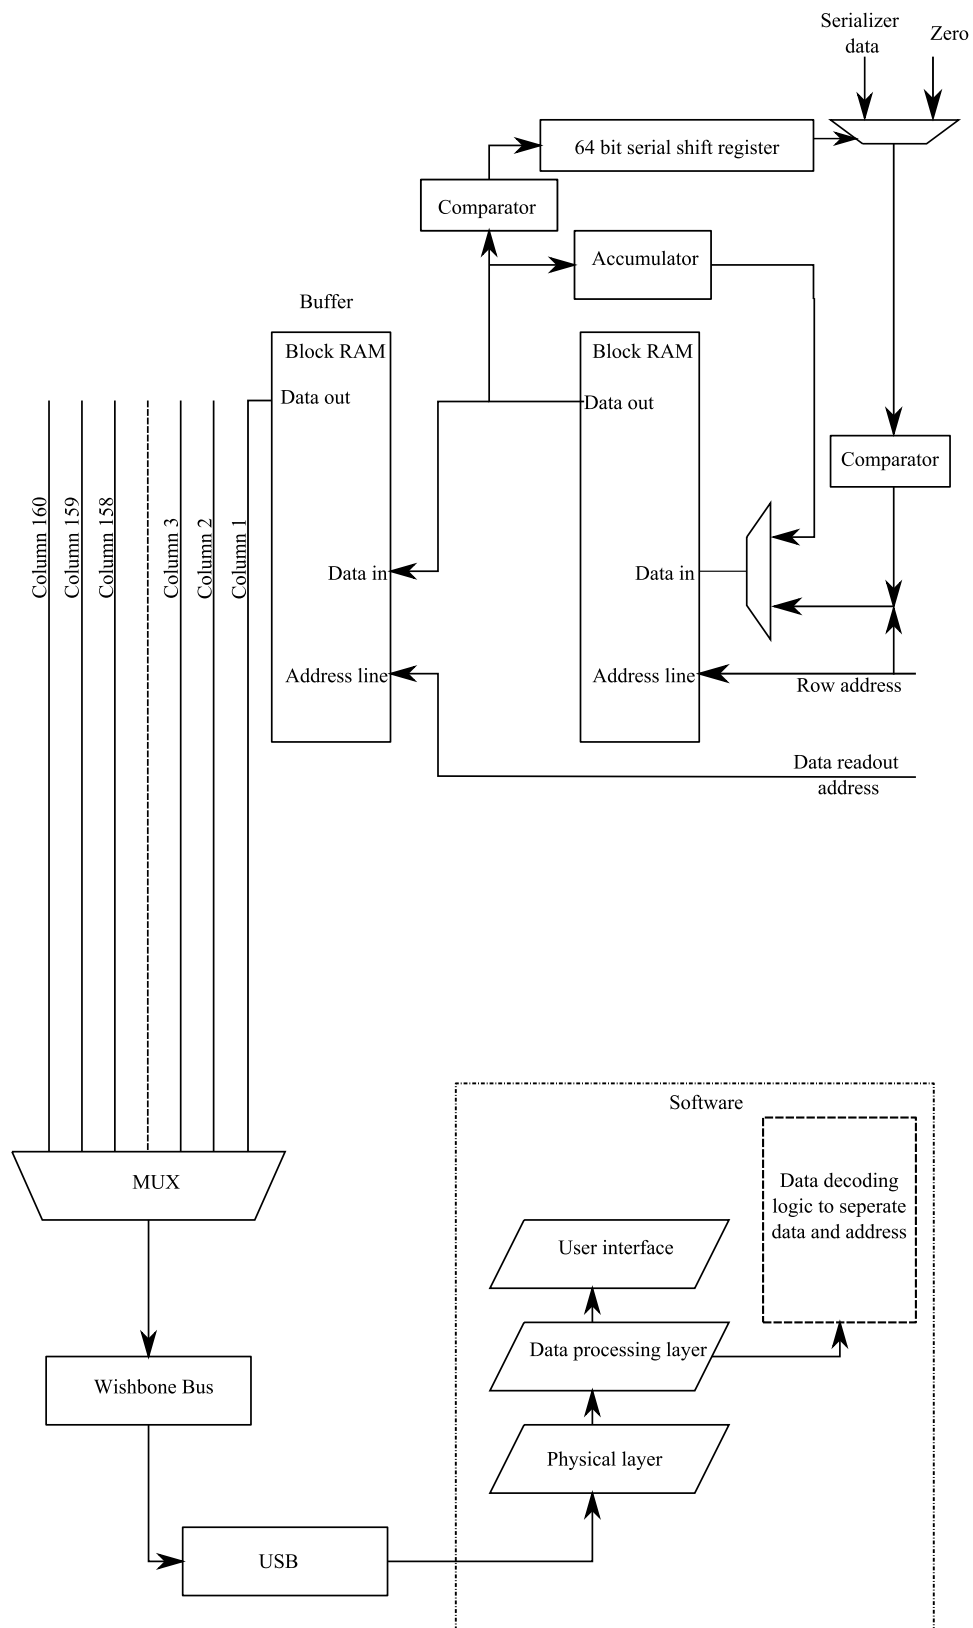 Serializer
data
Zero
64 bit serial shift register
Comparator
Accumulator
Buffer
Block RAM
Block RAM
Data out
Data out
Comparator
Column 160
Column 159
Column 158
Column 3
Column 2
Column 1
Data in
Data in
Address line
Address line
Row address
Data readout
address
Software
MUX
Data decoding
logic to seperate
data and address
User interface
Data processing layer
Wishbone Bus
Physical layer
USB